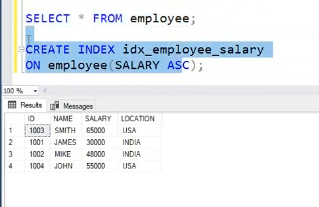 SELECT * FROM employee;
CREATE INDEX idx_employee_salary
ON employee(SALARY ASC);
100 %
Results Messages
ID NAME SALARY LOCATION
1 1003 SMITH 65000 USA
2 1001 JAMES 30000 INDIA
3 1002 MIKE 48000 INDIA
4 1004 JOHN 55000 USA